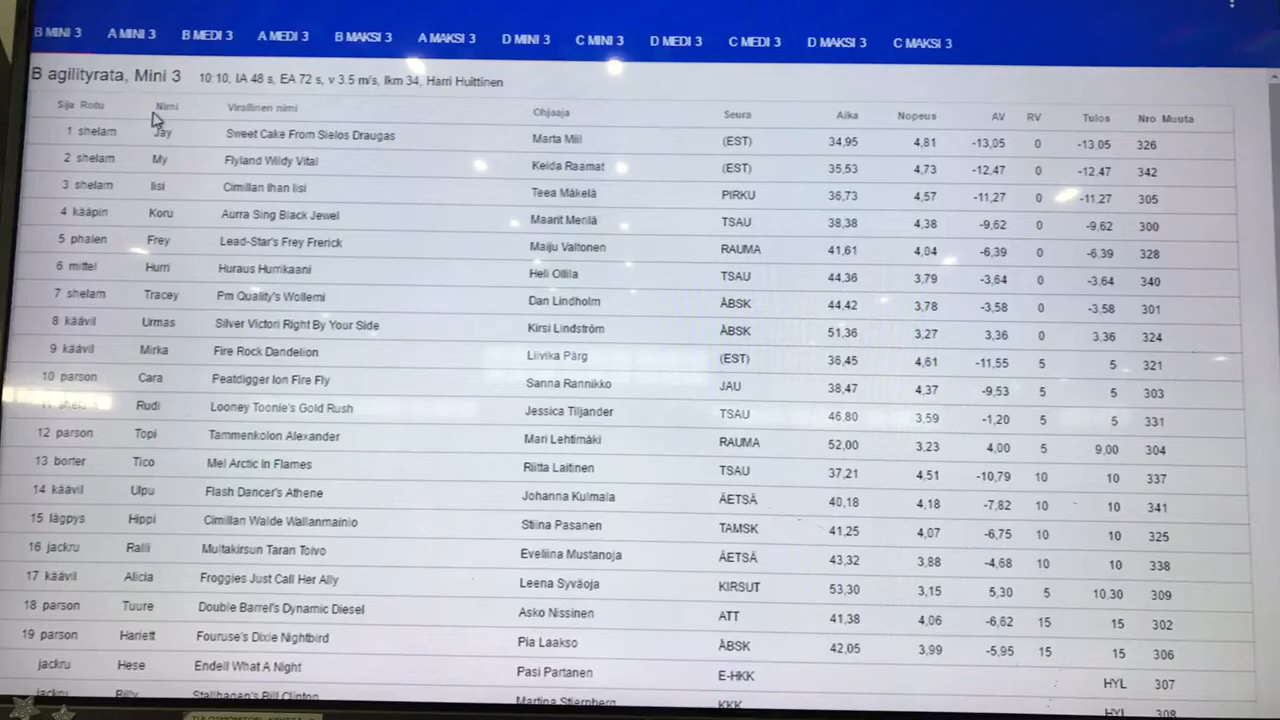 B MINI 3 A MINI 3 B MEDI 3 A MEDI 3 B MAKSI 3 A MAKSI 3 D MINI 3 C MINI 3 D MEDI 3 C MEDI 3 D MAKSI 3 C MAKSI 3
B agilityrata, Mini 3 10:10, IA 48 s, EA 72 s, v 3.5 m/s, lkm 34, Harri Huittinen
Sija Rotu Nimi Virallinen nimi Ohjaaja Seura Aika Nopeus AV RV Tulos Nro Muuta
1 shelam Jay Sweet Cake From Sielos Draugas Marta Miil (EST) 34,95 4,81 -13,05 0 -13,05 326
2 shelam My Flyland Wildy Vital Keida Raamat (EST) 35,53 4,73 -12,47 0 -12,47 342
3 shelam Iisi Cimillan Ihan Iisi Teea Mäkelä PIRKU 36,73 4,57 -11,27 0 -11,27 305
4 kääpin Koru Aurra Sing Black Jewel Maarit Merilä TSAU 38,38 4,38 -9,62 0 -9,62 300
5 phalen Frey Lead-Star's Frey Frerick Maiju Valtonen RAUMA 41,61 4,04 -6,39 0 -6,39 328
6 mittel Hurri Huraus Hurrikaani Heli Ollila TSAU 44,36 3,79 -3,64 0 -3,64 340
7 shelam Tracey Pm Quality's Wollemi Dan Lindholm ÅBSK 44,42 3,78 -3,58 0 -3,58 301
8 käävil Urmas Silver Victori Right By Your Side Kirsi Lindström ÅBSK 51,36 3,27 3,36 0 3,36 324
9 käävil Mirka Fire Rock Dandelion Liivika Pärg (EST) 36,45 4,61 -11,55 5 5 321
10 parson Cara Peatdigger Ion Fire Fly Sanna Rannikko JAU 38,47 4,37 -9,53 5 5 303
11 shelam Rudi Looney Toonie's Gold Rush Jessica Tiljander TSAU 46,80 3,59 -1,20 5 5 331
12 parson Topi Tammenkolon Alexander Mari Lehtimäki RAUMA 52,00 3,23 4,00 5 9,00 304
13 borter Tico Mel Arctic In Flames Riitta Laitinen TSAU 37,21 4,51 -10,79 10 10 337
14 käävil Ulpu Flash Dancer's Athene Johanna Kulmala ÄETSÄ 40,18 4,18 -7,82 10 10 341
15 lagpys Hippi Cimillan Walde Wallanmainio Stiina Pasanen TAMSK 41,25 4,07 -6,75 10 10 325
16 jackru Ralli Multakirsun Taran Toivo Eveliina Mustanoja ÄETSÄ 43,32 3,88 -4,68 10 10 338
17 käävil Alicia Froggies Just Call Her Ally Leena Syväoja KIRSUT 53,30 3,15 5,30 5 10,30 309
18 parson Tuure Double Barrel's Dynamic Diesel Asko Nissinen ATT 41,38 4,06 -6,62 15 15 302
19 parson Hariett Fouruse's Dixie Nightbird Pia Laakso ÅBSK 42,05 3,99 -5,95 15 15 306
jackru Hese Endell What A Night Pasi Partanen E-HKK HYL 307
jackru Billy Stallhagen's Bill Clinton Martina Stjernberg KKK HYL 308